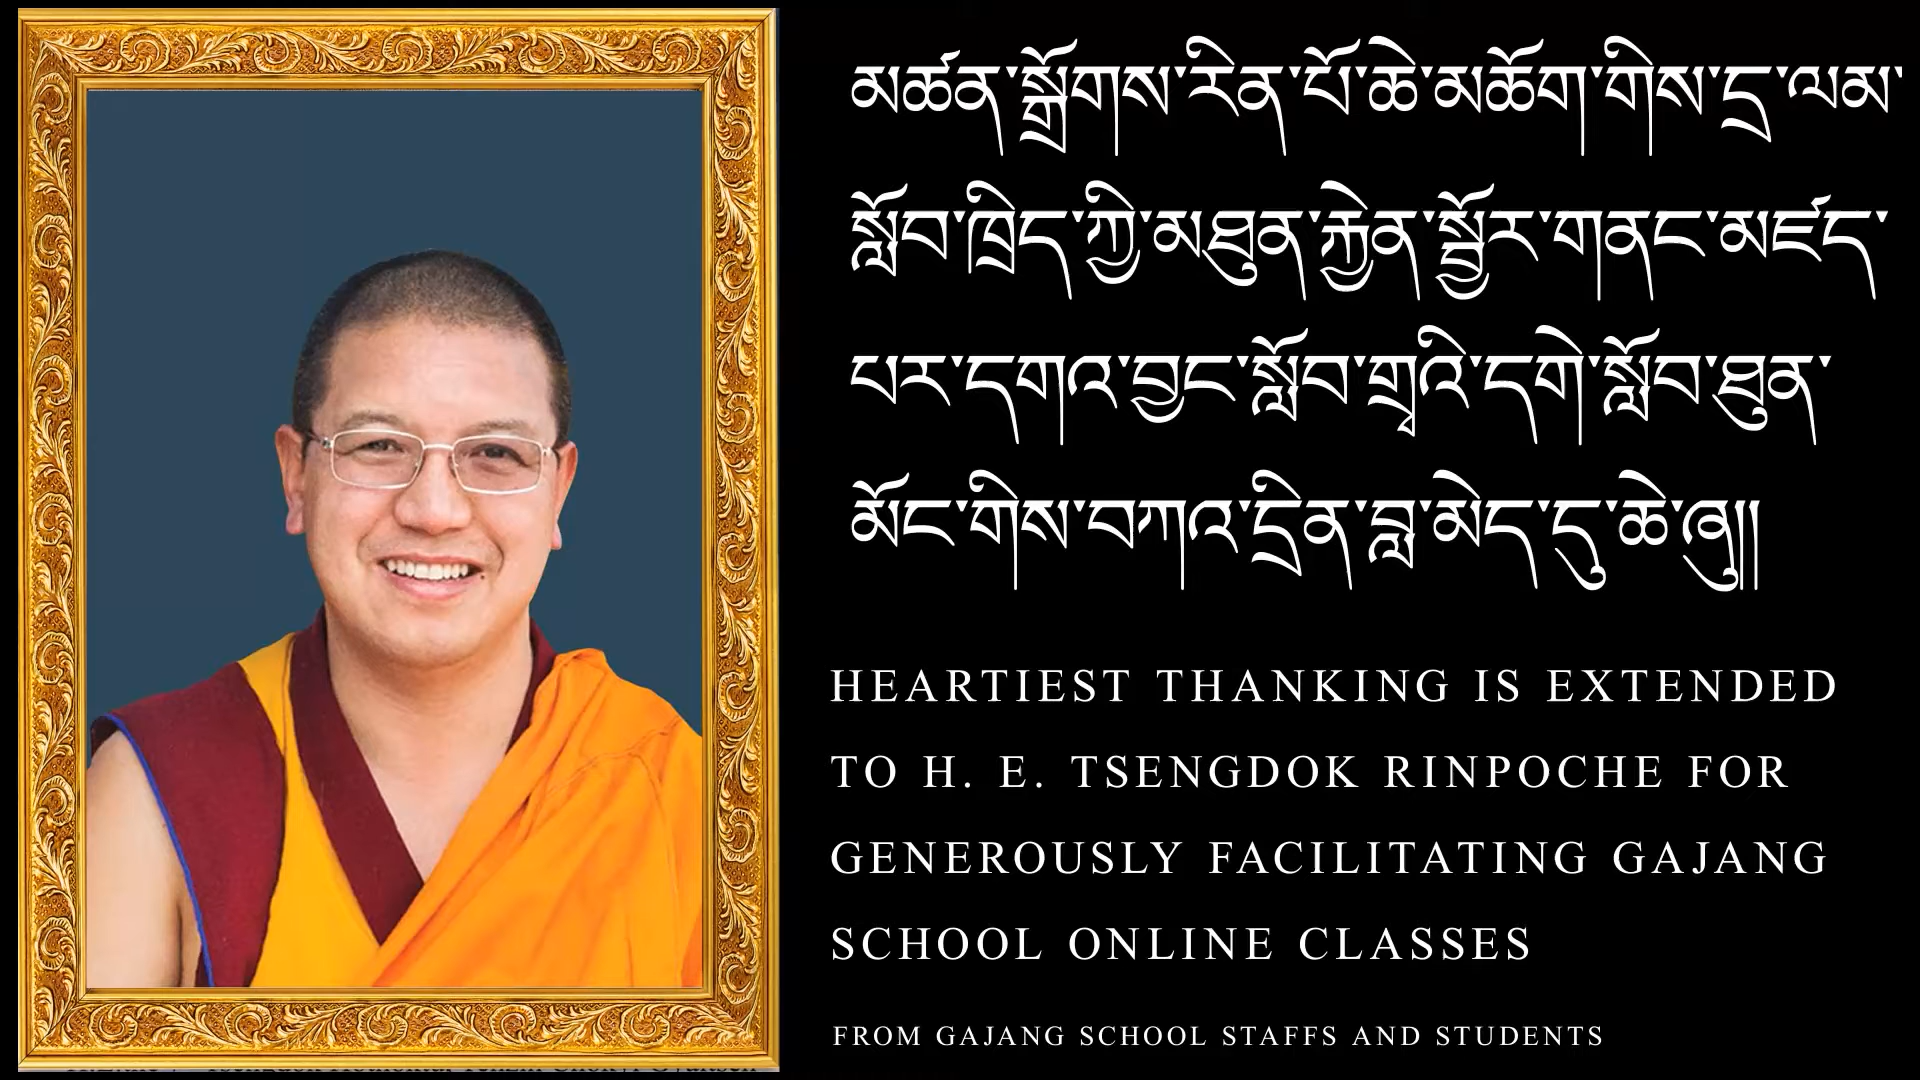 མཚན་སྒྲོགས་རིན་པོ་ཆེ་མཆོག་གིས་དྲ་ལམ་
སློབ་ཁྲིད་ཀྱི་མཐུན་རྐྱེན་སྦྱོར་གནང་མཛད་
པར་དགའ་བྱང་སློབ་གྲྭའི་དགེ་སློབ་ཐུན་
མོང་གིས་བཀའ་དྲིན་བླ་མེད་དུ་ཆེ་ཞུ༎
HEARTIEST THANKING IS EXTENDED
TO H. E. TSENGDOK RINPOCHE FOR
GENEROUSLY FACILITATING GAJANG
SCHOOL ONLINE CLASSES
FROM GAJANG SCHOOL STAFFS AND STUDENTS